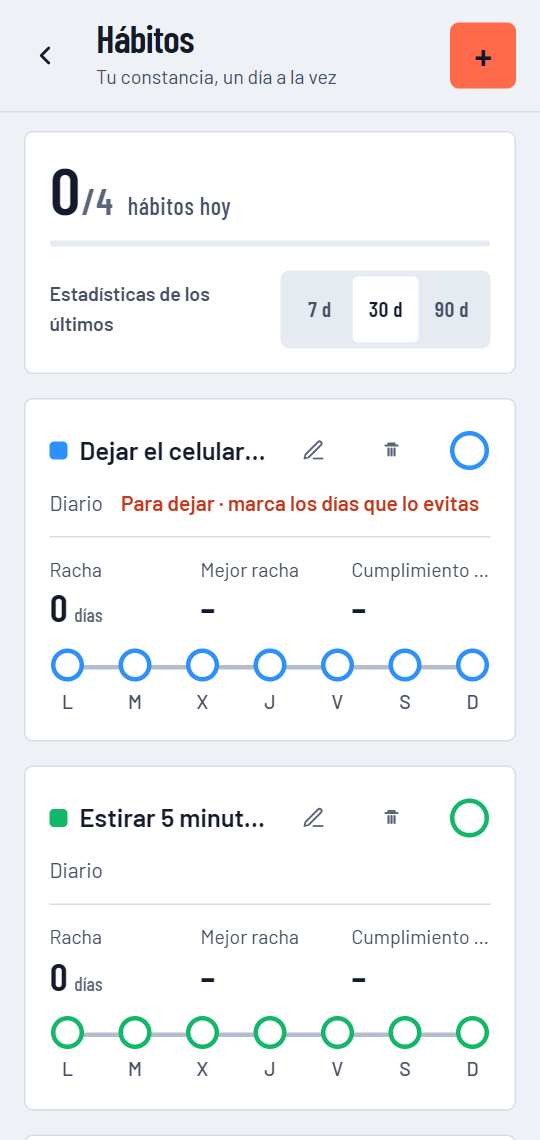 Hábitos
Tu constancia, un día a la vez
+
0/4 hábitos hoy
Estadísticas de los
últimos
7 d 30 d 90 d
Dejar el celular...
Diario Para dejar · marca los días que lo evitas
Racha Mejor racha Cumplimiento ...
0 días – –
L M X J V S D
Estirar 5 minut...
Diario
Racha Mejor racha Cumplimiento ...
0 días – –
L M X J V S D